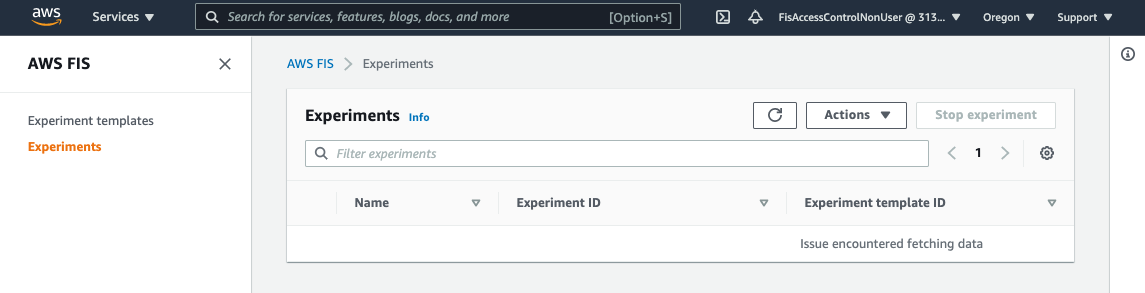 aws Services Search for services, features, blogs, docs, and more [Option+S] FisAccessControlNonUser @ 313... Oregon Support
AWS FIS
AWS FIS Experiments
Experiment templates
Experiments
Experiments Info Actions Stop experiment
Filter experiments 1
Name Experiment ID Experiment template ID
Issue encountered fetching data